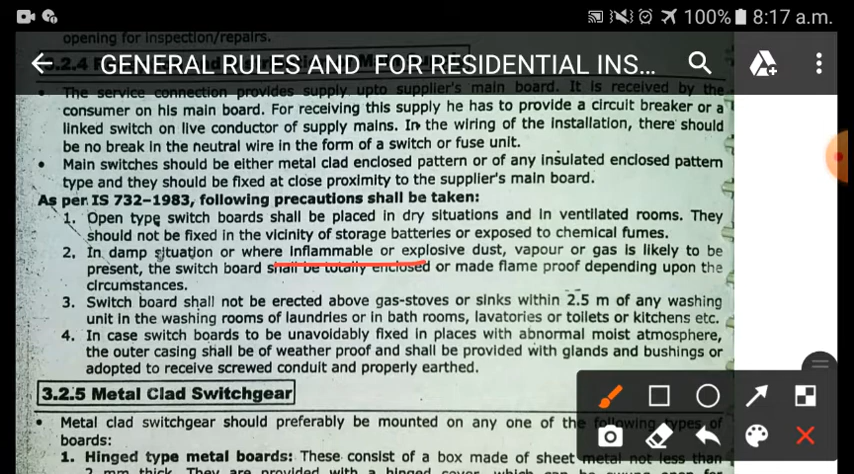 100% 8:17 a.m.
opening for inspection/repairs.
GENERAL RULES AND FOR RESIDENTIAL INS...
• The service connection provides supply upto supplier's main board. It is received by the
consumer on his main board. For receiving this supply he has to provide a circuit breaker or a
linked switch on live conductor of supply mains. In the wiring of the installation, there should
be no break in the neutral wire in the form of a switch or fuse unit.
• Main switches should be either metal clad enclosed pattern or of any insulated enclosed pattern
type and they should be fixed at close proximity to the supplier's main board.
As per IS 732-1983, following precautions shall be taken:
1. Open type switch boards shall be placed in dry situations and in ventilated rooms. They
should not be fixed in the vicinity of storage batteries or exposed to chemical fumes.
2. In damp situation or where Inflammable or explosive dust, vapour or gas is likely to be
present, the switch board shall be totally enclosed or made flame proof depending upon the
circumstances.
3. Switch board shall not be erected above gas-stoves or sinks within 2.5 m of any washing
unit in the washing rooms of laundries or in bath rooms, lavatories or toilets or kitchens etc.
4. In case switch boards to be unavoidably fixed in places with abnormal moist atmosphere,
the outer casing shall be of weather proof and shall be provided with glands and bushings or
adopted to receive screwed conduit and properly earthed.
3.2.5 Metal Clad Switchgear
• Metal clad switchgear should preferably be mounted on any one of the following types of
boards:
1. Hinged type metal boards: These consist of a box made of sheet metal not less than
2 mm thick. They are provided with a hinged